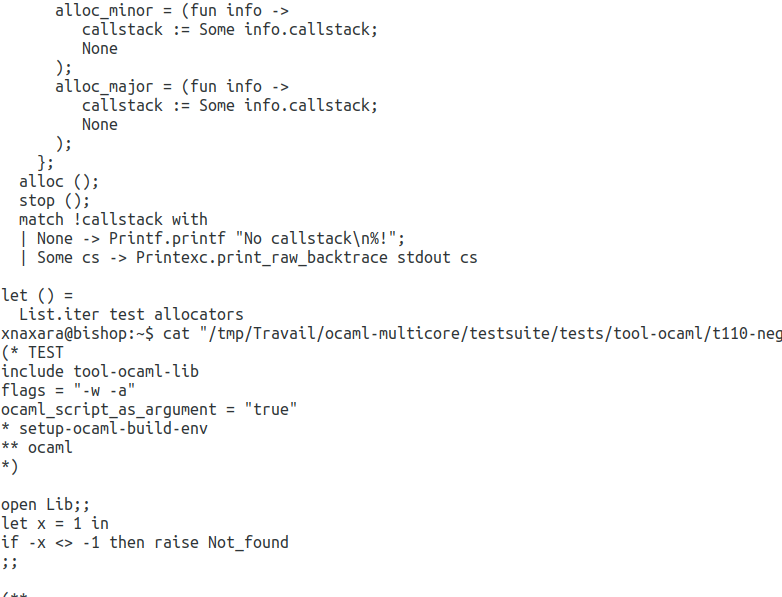 alloc_minor = (fun info ->
         callstack := Some info.callstack;
         None
      );
      alloc_major = (fun info ->
         callstack := Some info.callstack;
         None
      );
    };
  alloc ();
  stop ();
  match !callstack with
  | None -> Printf.printf "No callstack\n%!";
  | Some cs -> Printexc.print_raw_backtrace stdout cs

let () =
  List.iter test allocators
xnaxara@bishop:~$ cat "/tmp/Travail/ocaml-multicore/testsuite/tests/tool-ocaml/t110-neg
(* TEST
include tool-ocaml-lib
flags = "-w -a"
ocaml_script_as_argument = "true"
* setup-ocaml-build-env
** ocaml
*)

open Lib;;
let x = 1 in
if -x <> -1 then raise Not_found
;;

(**